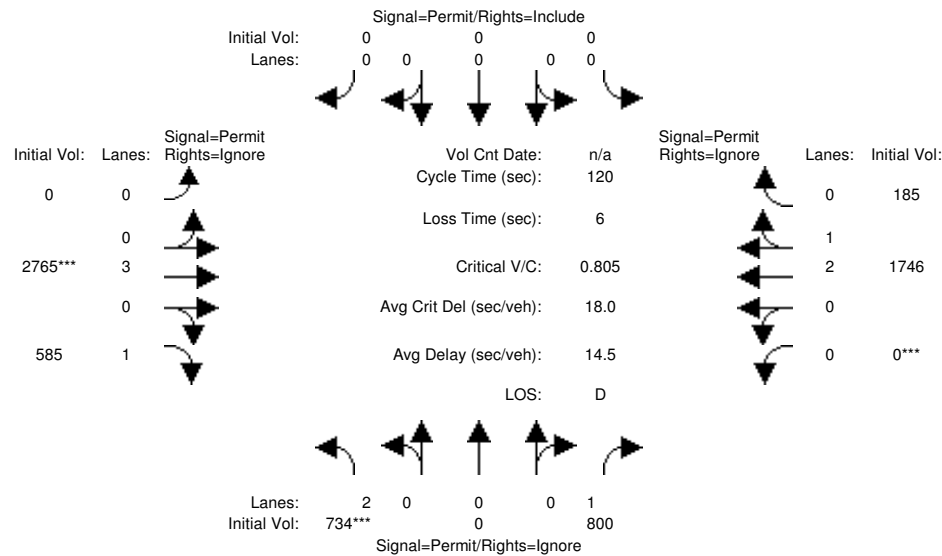 Signal=Permit/Rights=Include
Initial Vol: 0 0 0
Lanes: 0 0 0 0 0
Signal=Permit Signal=Permit
Initial Vol: Lanes: Rights=Ignore Vol Cnt Date: n/a Rights=Ignore Lanes: Initial Vol:
Cycle Time (sec): 120
0 0 0 185
Loss Time (sec): 6
0 1
2765*** 3 Critical V/C: 0.805 2 1746
0 Avg Crit Del (sec/veh): 18.0 0
585 1 Avg Delay (sec/veh): 14.5 0 0***
LOS: D
Lanes: 2 0 0 0 1
Initial Vol: 734*** 0 800
Signal=Permit/Rights=Ignore